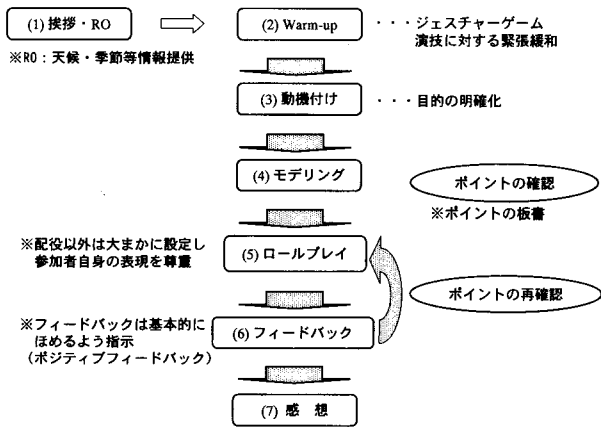 (1) 挨拶・RO
※RO：天候・季節等情報提供
(2) Warm-up
・・・ジェスチャーゲーム
演技に対する緊張緩和
(3) 動機付け
・・・目的の明確化
(4) モデリング
ポイントの確認
※ポイントの板書
※配役以外は大まかに設定し
参加者自身の表現を尊重
(5) ロールプレイ
ポイントの再確認
※フィードバックは基本的に
ほめるよう指示
（ポジティブフィードバック）
(6) フィードバック
(7) 感　想